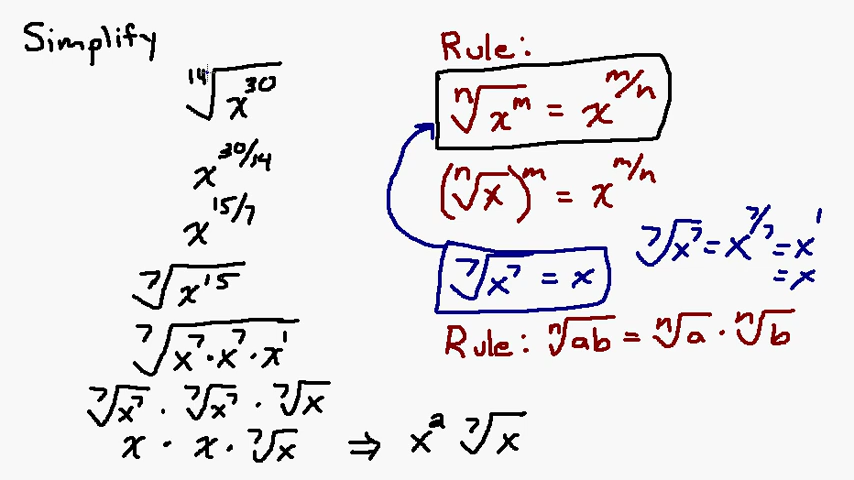 Simplify
¹⁴√x³⁰
x^30/14
x^15/7
⁷√x¹⁵
⁷√x⁷·x⁷·x¹
⁷√x⁷ · ⁷√x⁷ · ⁷√x
x · x · ⁷√x ⇒ x² ⁷√x
Rule:
ⁿ√xᵐ = x^m/n
(ⁿ√x)ᵐ = x^m/n
⁷√x⁷ = x
⁷√x⁷ = x^7/7 = x¹
= x
Rule: ⁿ√ab = ⁿ√a · ⁿ√b